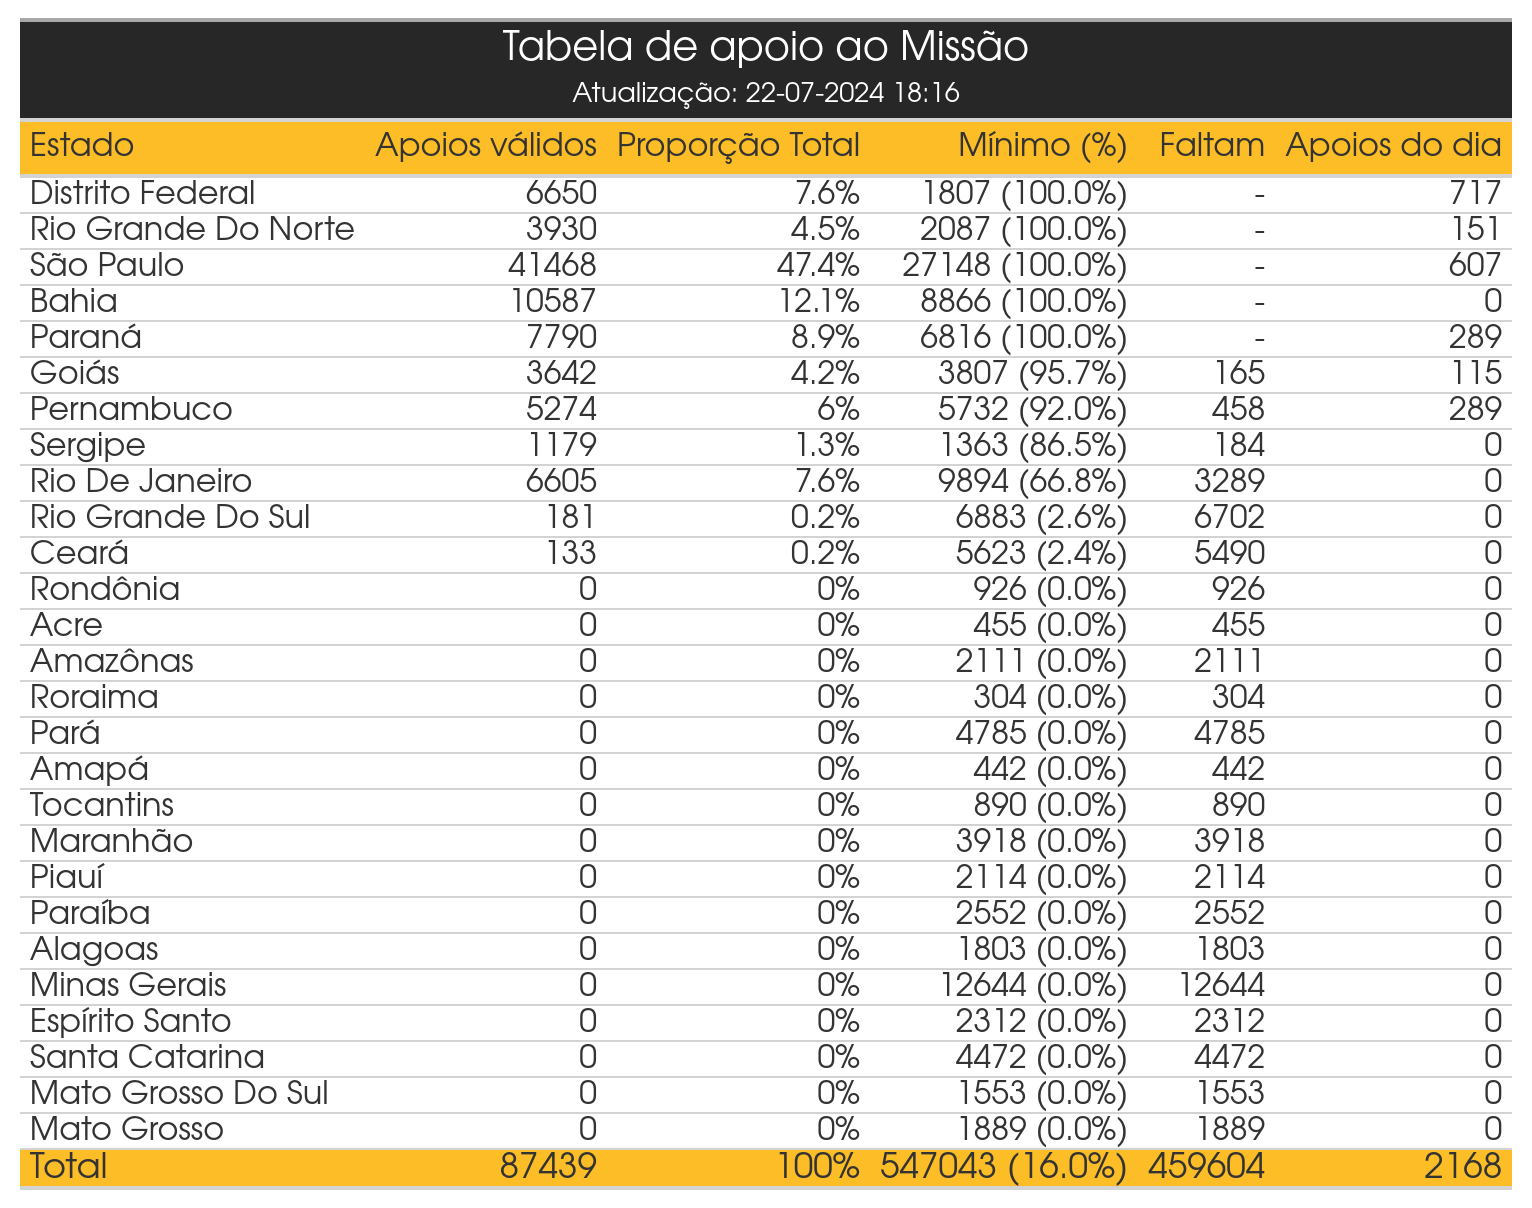 Tabela de apoio ao Missão
Atualização: 22-07-2024 18:16
Estado Apoios válidos Proporção Total Mínimo (%) Faltam Apoios do dia
Distrito Federal 6650 7.6% 1807 (100.0%) - 717
Rio Grande Do Norte 3930 4.5% 2087 (100.0%) - 151
São Paulo 41468 47.4% 27148 (100.0%) - 607
Bahia 10587 12.1% 8866 (100.0%) - 0
Paraná 7790 8.9% 6816 (100.0%) - 289
Goiás 3642 4.2% 3807 (95.7%) 165 115
Pernambuco 5274 6% 5732 (92.0%) 458 289
Sergipe 1179 1.3% 1363 (86.5%) 184 0
Rio De Janeiro 6605 7.6% 9894 (66.8%) 3289 0
Rio Grande Do Sul 181 0.2% 6883 (2.6%) 6702 0
Ceará 133 0.2% 5623 (2.4%) 5490 0
Rondônia 0 0% 926 (0.0%) 926 0
Acre 0 0% 455 (0.0%) 455 0
Amazônas 0 0% 2111 (0.0%) 2111 0
Roraima 0 0% 304 (0.0%) 304 0
Pará 0 0% 4785 (0.0%) 4785 0
Amapá 0 0% 442 (0.0%) 442 0
Tocantins 0 0% 890 (0.0%) 890 0
Maranhão 0 0% 3918 (0.0%) 3918 0
Piauí 0 0% 2114 (0.0%) 2114 0
Paraíba 0 0% 2552 (0.0%) 2552 0
Alagoas 0 0% 1803 (0.0%) 1803 0
Minas Gerais 0 0% 12644 (0.0%) 12644 0
Espírito Santo 0 0% 2312 (0.0%) 2312 0
Santa Catarina 0 0% 4472 (0.0%) 4472 0
Mato Grosso Do Sul 0 0% 1553 (0.0%) 1553 0
Mato Grosso 0 0% 1889 (0.0%) 1889 0
Total 87439 100% 547043 (16.0%) 459604 2168